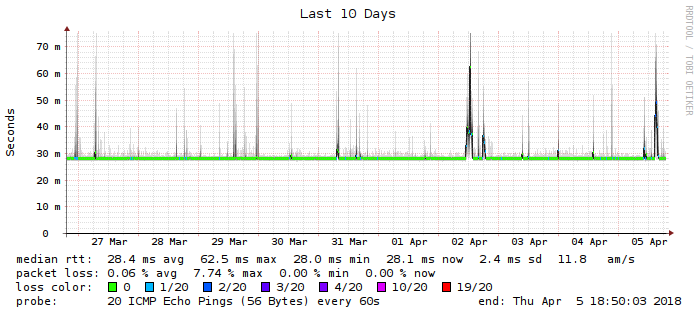 Last 10 Days
RRDTOOL / TOBI OETIKER
Seconds
70 m
60 m
50 m
40 m
30 m
20 m
10 m
0
27 Mar 28 Mar 29 Mar 30 Mar 31 Mar 01 Apr 02 Apr 03 Apr 04 Apr 05 Apr
median rtt: 28.4 ms avg 62.5 ms max 28.0 ms min 28.1 ms now 2.4 ms sd 11.8 am/s
packet loss: 0.06 % avg 7.74 % max 0.00 % min 0.00 % now
loss color: 0 1/20 2/20 3/20 4/20 10/20 19/20
probe: 20 ICMP Echo Pings (56 Bytes) every 60s end: Thu Apr 5 18:50:03 2018